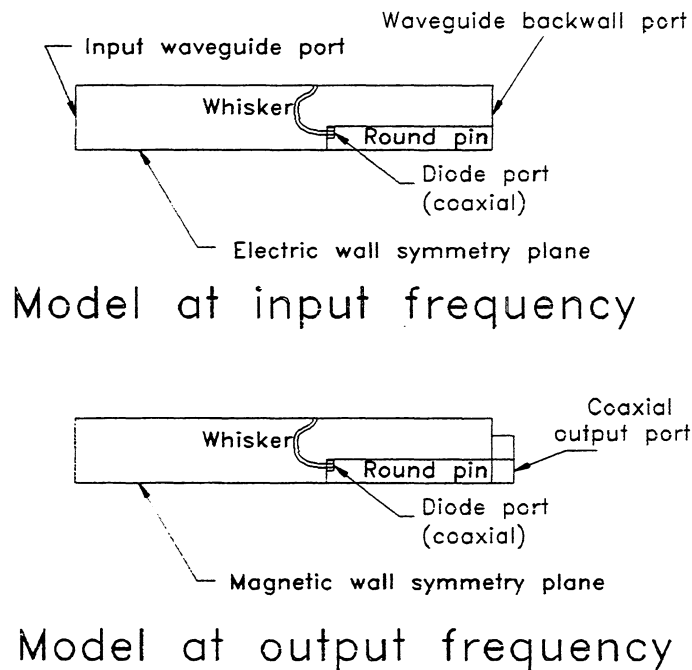 Waveguide backwall port
Input waveguide port
Whisker
Round pin
Diode port
(coaxial)
Electric wall symmetry plane
Model at input frequency
Coaxial
output port
Whisker
Round pin
Diode port
(coaxial)
Magnetic wall symmetry plane
Model at output frequency